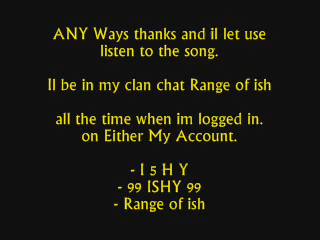 ANY Ways thanks and il let use
listen to the song.
Il be in my clan chat Range of ish
all the time when im logged in.
on Either My Account.
- I 5 H Y
- 99 ISHY 99
- Range of ish